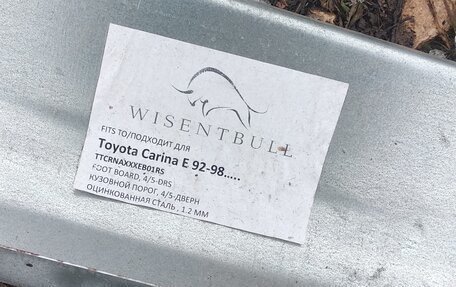 WISENTBULL
FITS TO/ПОДХОДИТ ДЛЯ
Toyota Carina E 92-98.....
TTCRNAXXXEB01RS
FOOT BOARD, 4/5-DRS
КУЗОВНОЙ ПОРОГ, 4/5-ДВЕРН
ОЦИНКОВАННАЯ СТАЛЬ , 1.2 ММ